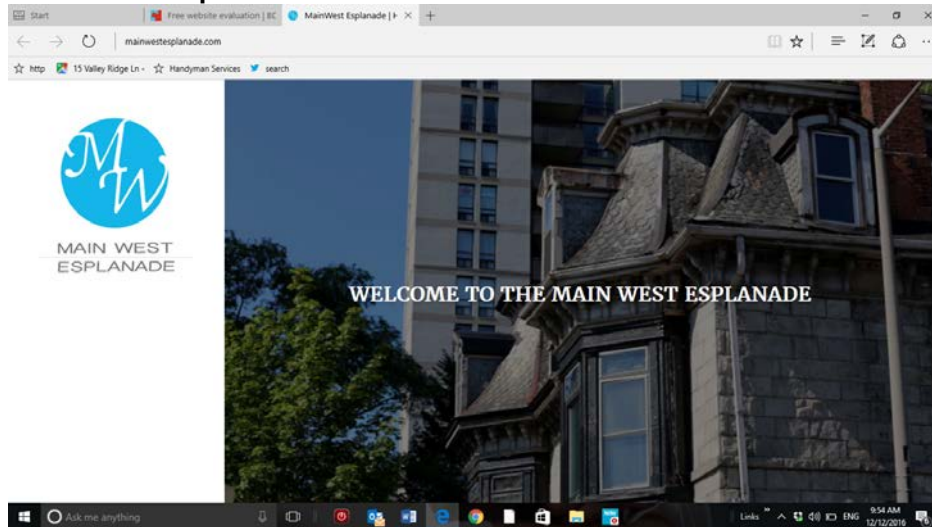 Start
Free website evaluation | BC
MainWest Esplanade | H
mainwestesplanade.com
http
15 Valley Ridge Ln -
Handyman Services
search
MW
MAIN WEST
ESPLANADE
WELCOME TO THE MAIN WEST ESPLANADE
Ask me anything
Links
ENG
9:54 AM
12/12/2016